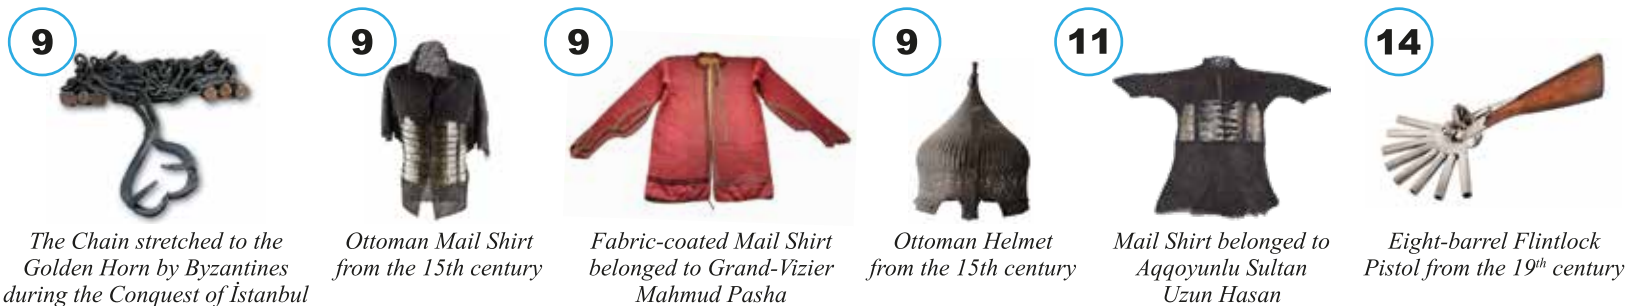 9
9
9
9
11
14
The Chain stretched to the
Golden Horn by Byzantines
during the Conquest of İstanbul
Ottoman Mail Shirt
from the 15th century
Fabric-coated Mail Shirt
belonged to Grand-Vizier
Mahmud Pasha
Ottoman Helmet
from the 15th century
Mail Shirt belonged to
Aqqoyunlu Sultan
Uzun Hasan
Eight-barrel Flintlock
Pistol from the 19th century